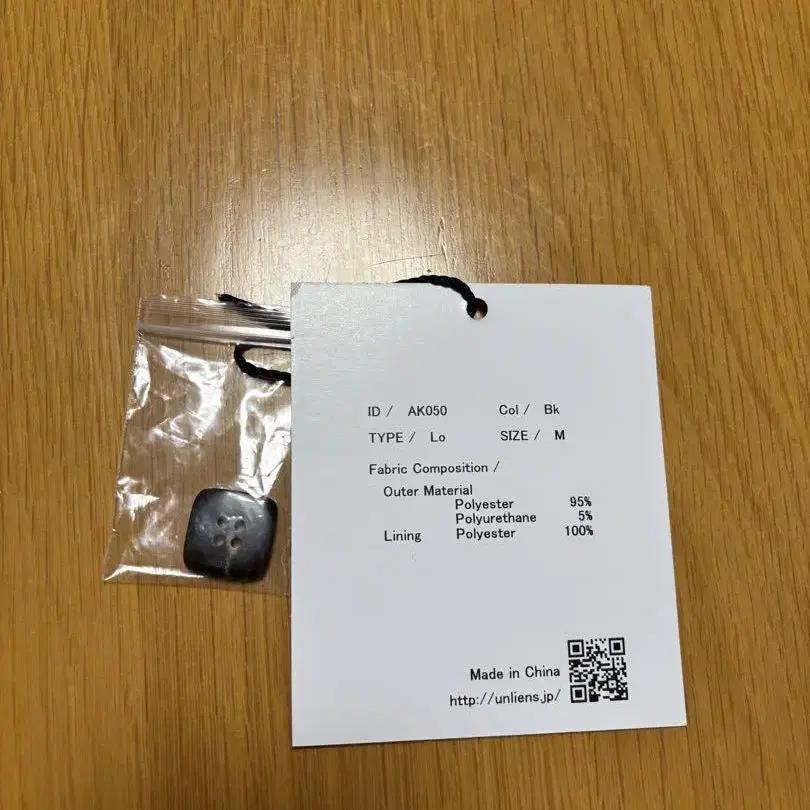 ID / AK050 Col / Bk
TYPE / Lo SIZE / M
Fabric Composition /
Outer Material
Polyester 95%
Polyurethane 5%
Lining Polyester 100%
Made in China
http://unliens.jp/